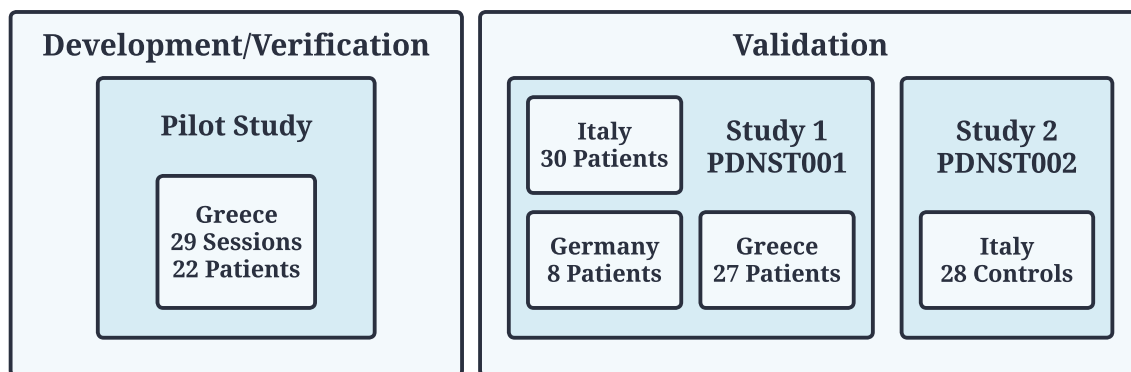 Development/Verification
Pilot Study
Greece
29 Sessions
22 Patients
Validation
Italy
30 Patients
Study 1
PDNST001
Germany
8 Patients
Greece
27 Patients
Study 2
PDNST002
Italy
28 Controls